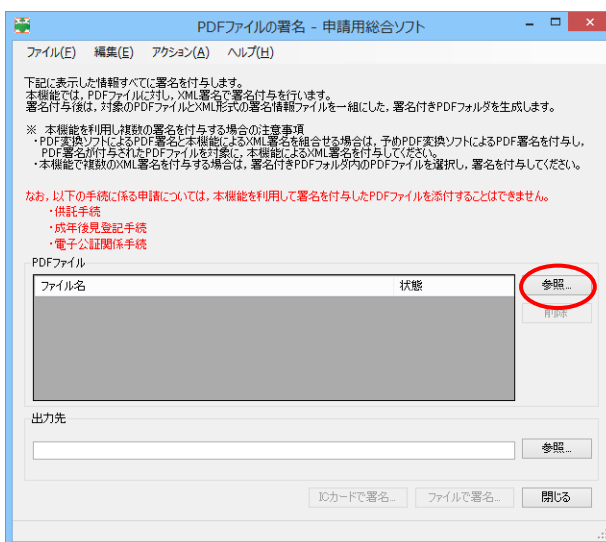 PDFファイルの署名 - 申請用総合ソフト
ファイル(F) 編集(E) アクション(A) ヘルプ(H)
下記に表示した情報すべてに署名を付与します。
本機能では，PDFファイルに対し，XML署名で署名付与を行います。
署名付与後は，対象のPDFファイルとXML形式の署名情報ファイルを一組にした，署名付きPDFフォルダを生成します。
※ 本機能を利用し複数の署名を付与する場合の注意事項
・PDF変換ソフトによるPDF署名と本機能によるXML署名を組合せる場合は，予めPDF変換ソフトによるPDF署名を付与し，
PDF署名が付与されたPDFファイルを対象に，本機能によるXML署名を付与してください。
・本機能で複数のXML署名を付与する場合は，署名付きPDFフォルダ内のPDFファイルを選択し，署名を付与してください。
なお，以下の手続に係る申請については，本機能を利用して署名を付与したPDFファイルを添付することはできません。
・供託手続
・成年後見登記手続
・電子公証関係手続
PDFファイル
ファイル名 状態 参照...
削除
出力先
参照...
ICカードで署名... ファイルで署名... 閉じる